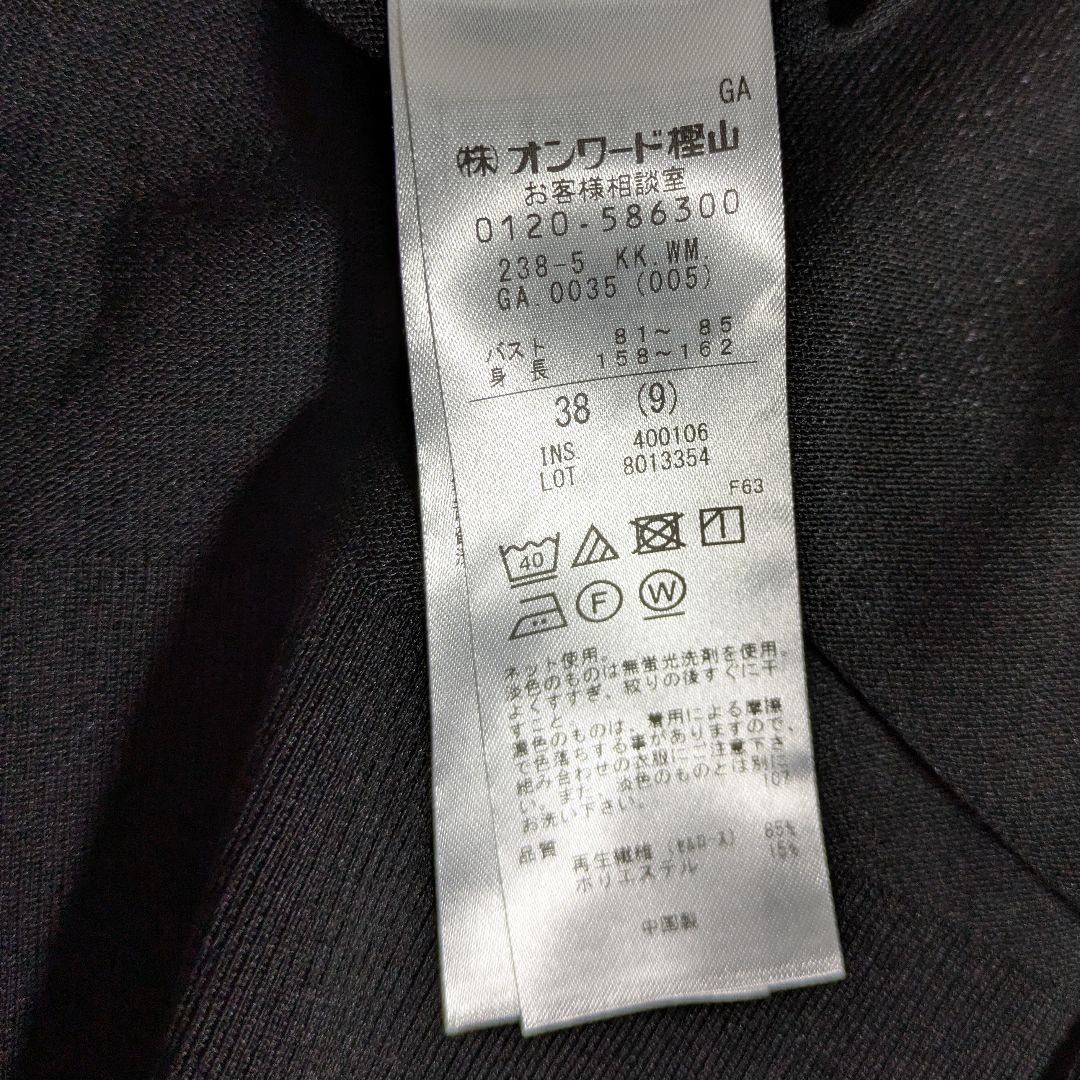 GA
㈱オンワード樫山
お客様相談室
0120-586300
238-5 KK.WM.
GA.0035 (005)
バスト 81～ 85
身 長 158～162
38 (9)
INS 400106
LOT 8013354
F63
40
F W
ネット使用。
淡色のものは無蛍光洗剤を使用。
よくすすぎ、絞りの後すぐに干
すこと。
濃色のものは、着用による摩擦
で色落ちする事がありますので、
組み合わせの衣服にご注意下さ
い。また、淡色のものとは別に
お洗い下さい。 107
品質 再生繊維 (セルロース) 85%
ポリエステル 15%
中国製